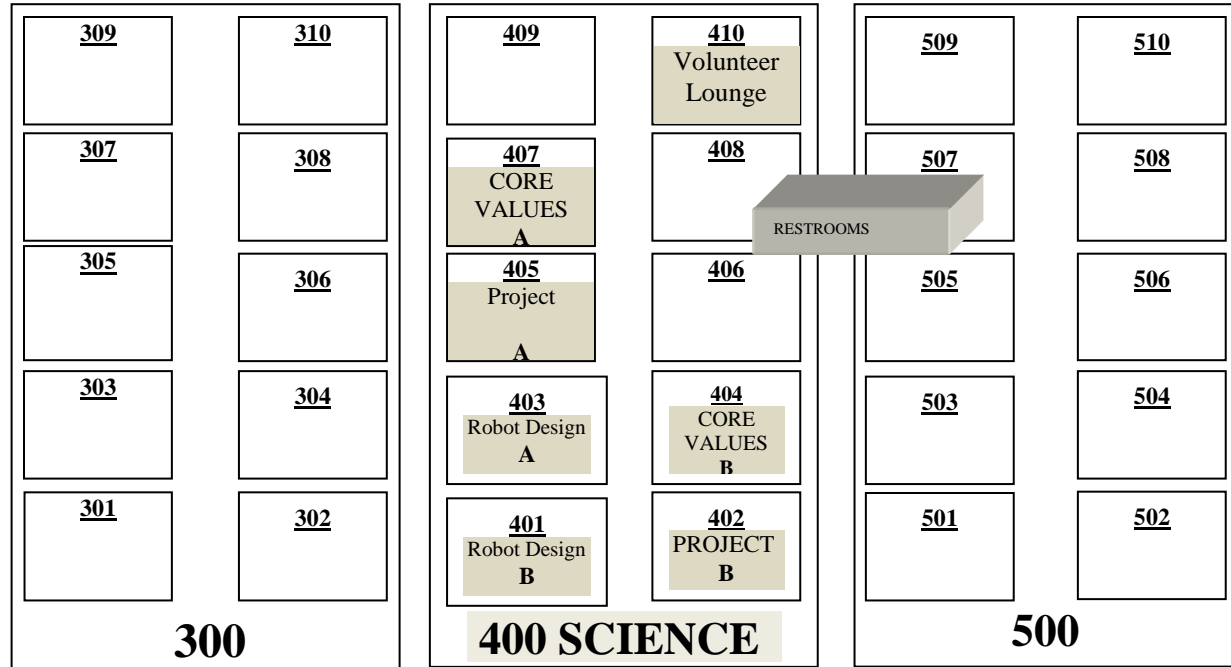 309
310
307
308
305
306
303
304
301
302
300
409
410
Volunteer
Lounge
407
CORE
VALUES
A
408
405
Project
A
406
403
Robot Design
A
404
CORE
VALUES
B
401
Robot Design
B
402
PROJECT
B
400 SCIENCE
509
510
507
508
RESTROOMS
505
506
503
504
501
502
500